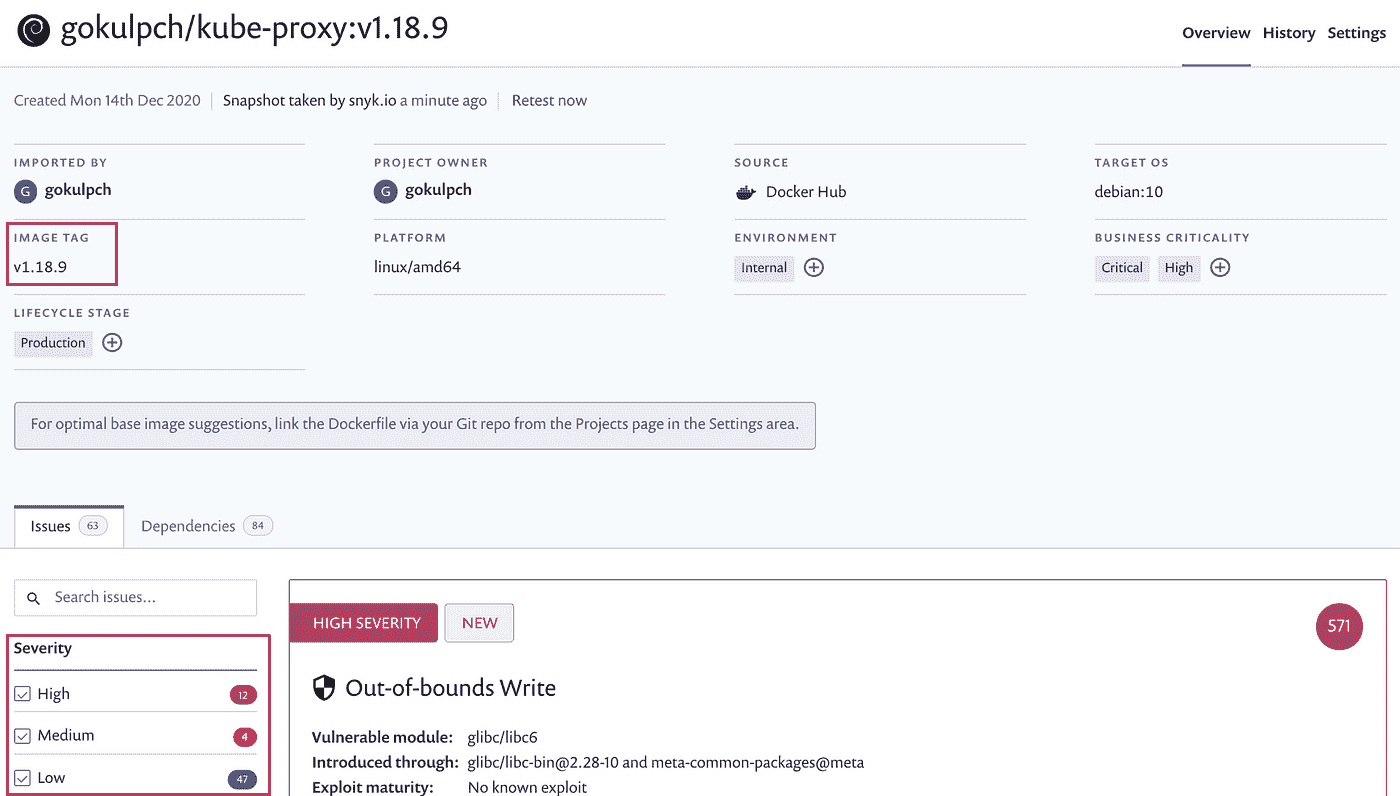 gokulpch/kube-proxy:v1.18.9
Overview History Settings
Created Mon 14th Dec 2020 Snapshot taken by snyk.io a minute ago Retest now
IMPORTED BY PROJECT OWNER SOURCE TARGET OS
G gokulpch G gokulpch Docker Hub debian:10
IMAGE TAG PLATFORM ENVIRONMENT BUSINESS CRITICALITY
v1.18.9 linux/amd64 Internal Critical High
LIFECYCLE STAGE
Production
For optimal base image suggestions, link the Dockerfile via your Git repo from the Projects page in the Settings area.
Issues 63 Dependencies 84
Search issues...
Severity
High 12
Medium 4
Low 47
HIGH SEVERITY NEW 571
Out-of-bounds Write
Vulnerable module: glibc/libc6
Introduced through: glibc/libc-bin@2.28-10 and meta-common-packages@meta
Exploit maturity: No known exploit